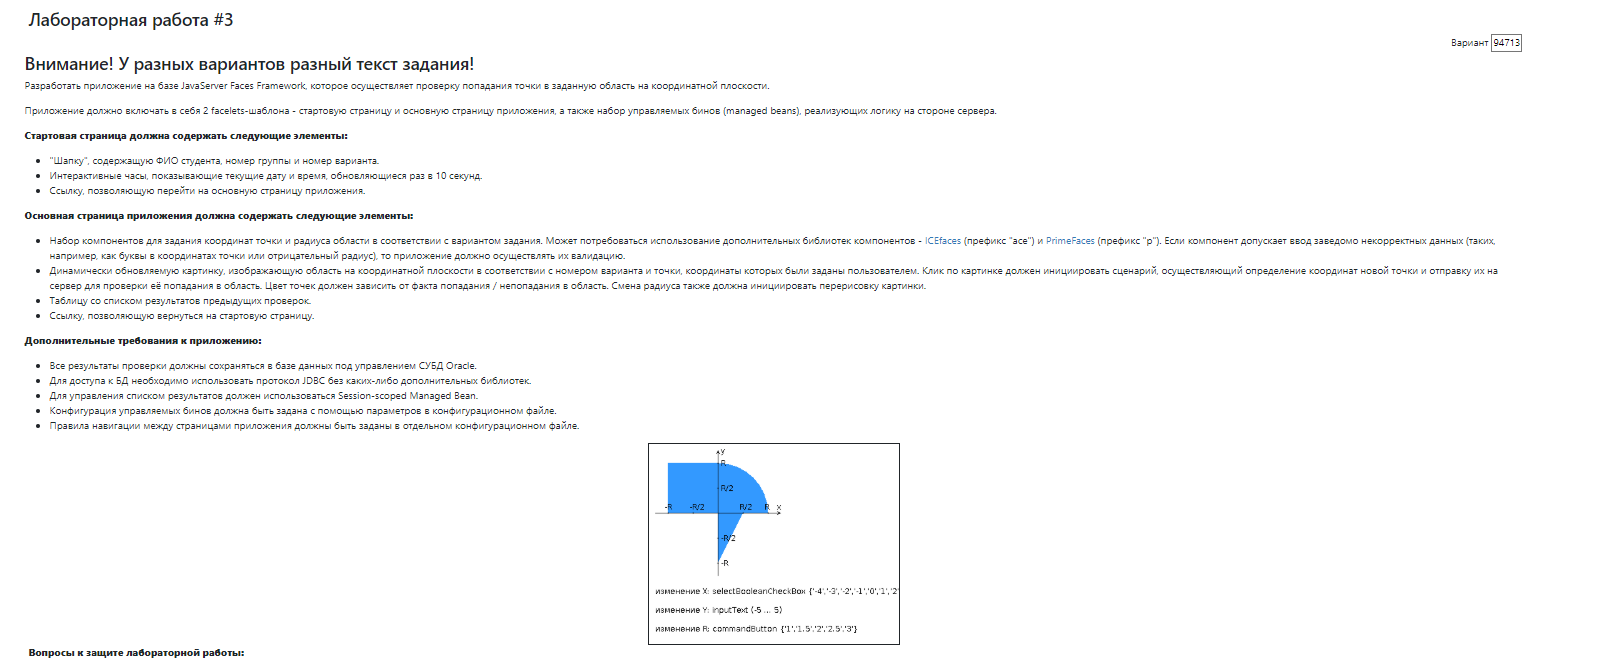 Лабораторная работа #3
Вариант 94713
Внимание! У разных вариантов разный текст задания!
Разработать приложение на базе JavaServer Faces Framework, которое осуществляет проверку попадания точки в заданную область на координатной плоскости.
Приложение должно включать в себя 2 facelets-шаблона - стартовую страницу и основную страницу приложения, а также набор управляемых бинов (managed beans), реализующих логику на стороне сервера.
Стартовая страница должна содержать следующие элементы:
"Шапку", содержащую ФИО студента, номер группы и номер варианта.
Интерактивные часы, показывающие текущие дату и время, обновляющиеся раз в 10 секунд.
Ссылку, позволяющую перейти на основную страницу приложения.
Основная страница приложения должна содержать следующие элементы:
Набор компонентов для задания координат точки и радиуса области в соответствии с вариантом задания. Может потребоваться использование дополнительных библиотек компонентов - ICEfaces (префикс "ace") и PrimeFaces (префикс "p"). Если компонент допускает ввод заведомо некорректных данных (таких,
например, как буквы в координатах точки или отрицательный радиус), то приложение должно осуществлять их валидацию.
Динамически обновляемую картинку, изображающую область на координатной плоскости в соответствии с номером варианта и точки, координаты которых были заданы пользователем. Клик по картинке должен инициировать сценарий, осуществляющий определение координат новой точки и отправку их на
сервер для проверки её попадания в область. Цвет точек должен зависить от факта попадания / непопадания в область. Смена радиуса также должна инициировать перерисовку картинки.
Таблицу со списком результатов предыдущих проверок.
Ссылку, позволяющую вернуться на стартовую страницу.
Дополнительные требования к приложению:
Все результаты проверки должны сохраняться в базе данных под управлением СУБД Oracle.
Для доступа к БД необходимо использовать протокол JDBC без каких-либо дополнительных библиотек.
Для управления списком результатов должен использоваться Session-scoped Managed Bean.
Конфигурация управляемых бинов должна быть задана с помощью параметров в конфигурационном файле.
Правила навигации между страницами приложения должны быть заданы в отдельном конфигурационном файле.
y
R
R/2
-R -R/2 R/2 R x
-R/2
-R
изменение X: selectBooleanCheckBox {'-4','-3','-2','-1','0','1','2'
изменение Y: inputText (-5 ... 5)
изменение R: commandButton {'1','1.5','2','2.5','3'}
Вопросы к защите лабораторной работы: